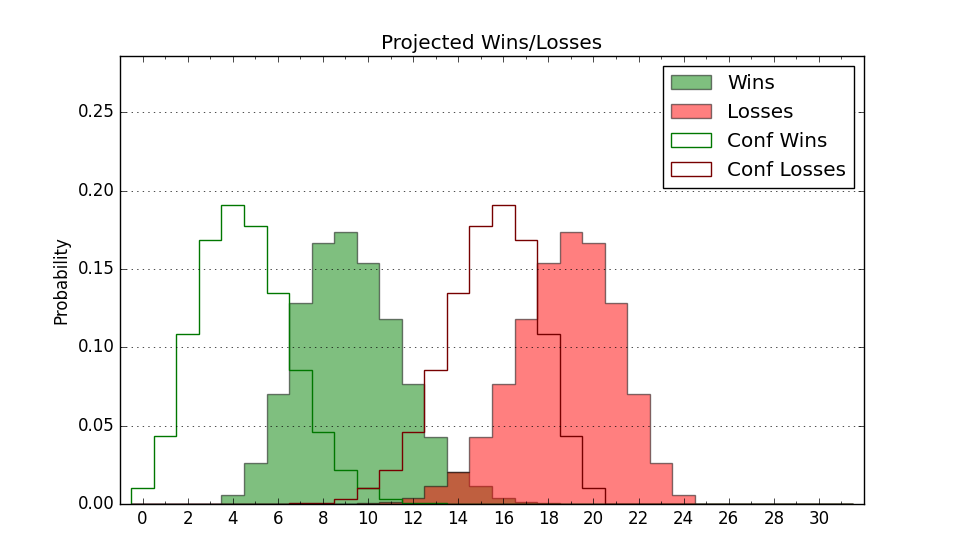 Projected Wins/Losses
Wins
Losses
Conf Wins
Conf Losses
Probability
0.25
0.20
0.15
0.10
0.05
0.00
0 2 4 6 8 10 12 14 16 18 20 22 24 26 28 30